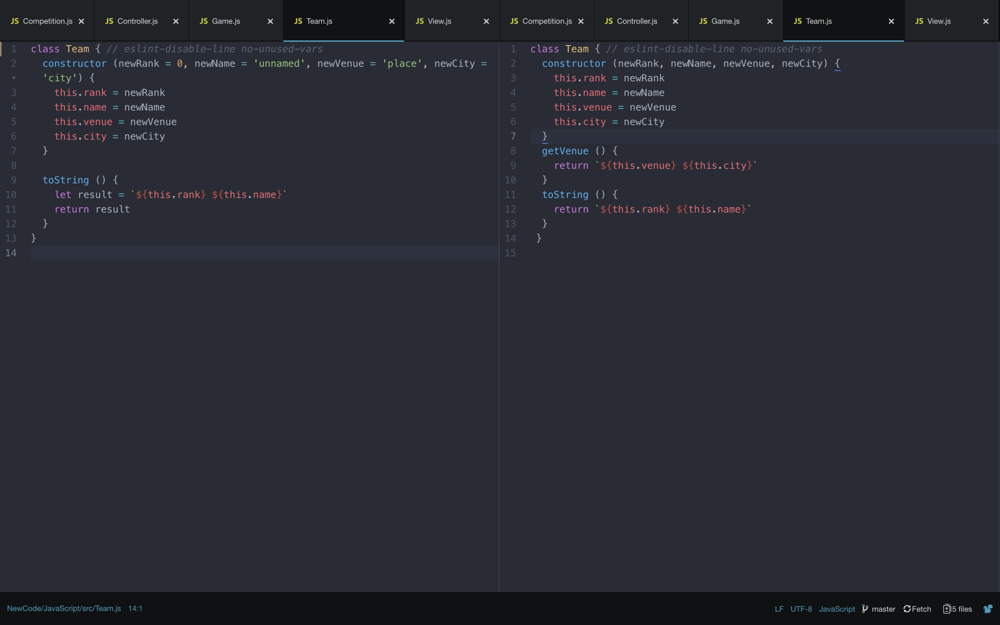 JS Competition.js × JS Controller.js × JS Game.js × JS Team.js × JS View.js × JS Competition.js × JS Controller.js × JS Game.js × JS Team.js × JS View.js ×
1 class Team { // eslint-disable-line no-unused-vars
2   constructor (newRank = 0, newName = 'unnamed', newVenue = 'place', newCity =
•   'city') {
3     this.rank = newRank
4     this.name = newName
5     this.venue = newVenue
6     this.city = newCity
7   }
8
9   toString () {
10     let result = `${this.rank} ${this.name}`
11     return result
12   }
13 }
14
1 class Team { // eslint-disable-line no-unused-vars
2   constructor (newRank, newName, newVenue, newCity) {
3     this.rank = newRank
4     this.name = newName
5     this.venue = newVenue
6     this.city = newCity
7   }
8   getVenue () {
9     return `${this.venue} ${this.city}`
10   }
11   toString () {
12     return `${this.rank} ${this.name}`
13   }
14  }
15
NewCode/JavaScript/src/Team.js 14:1 LF UTF-8 JavaScript master Fetch 5 files